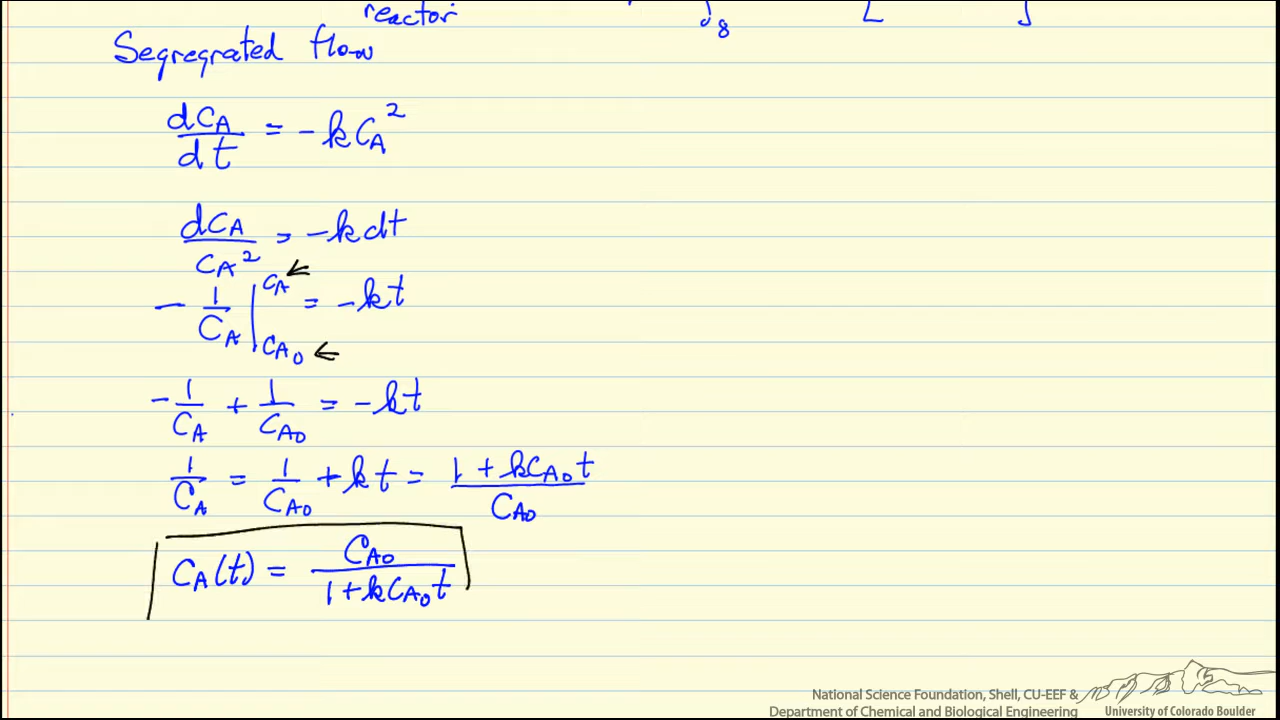 reactor ]8 [ ]
Segregrated flow
dCA/dt = -kCA²
dCA/CA² = -kdt
- 1/CA |CA0^CA = -kt
- 1/CA + 1/CA0 = -kt
1/CA = 1/CA0 + kt = (1 + kCA0t)/CA0
CA(t) = CA0/(1+kCA0t)
National Science Foundation, Shell, CU-EEF &
Department of Chemical and Biological Engineering
University of Colorado Boulder